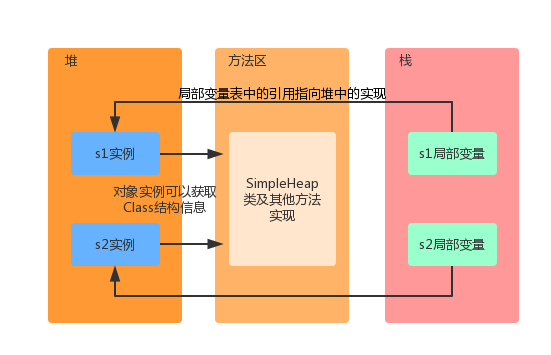 堆
方法区
栈
局部变量表中的引用指向堆中的实现
s1实例
SimpleHeap
类及其他方法
实现
s1局部变量
对象实例可以获取
Class结构信息
s2实例
s2局部变量